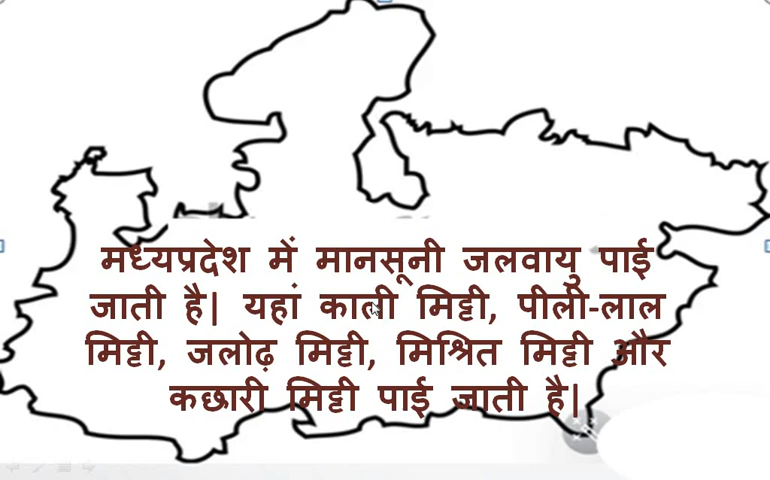 मध्यप्रदेश में मानसूनी जलवायु पाई
जाती है| यहां काली मिट्टी, पीली-लाल
मिट्टी, जलोढ़ मिट्टी, मिश्रित मिट्टी और
कछारी मिट्टी पाई जाती है|